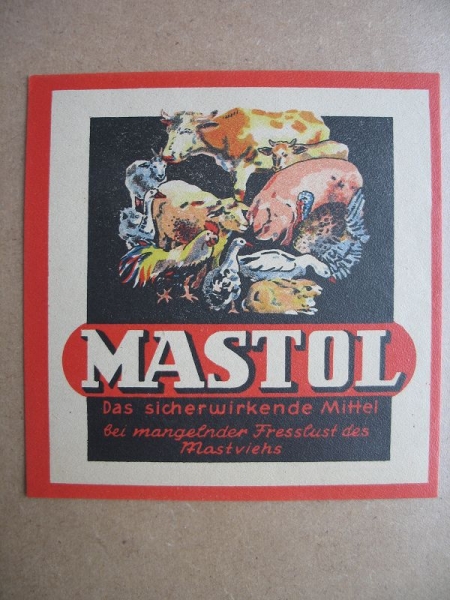 MASTOL
Das sicherwirkende Mittel
bei mangelnder Fresslust des
Mastviehs